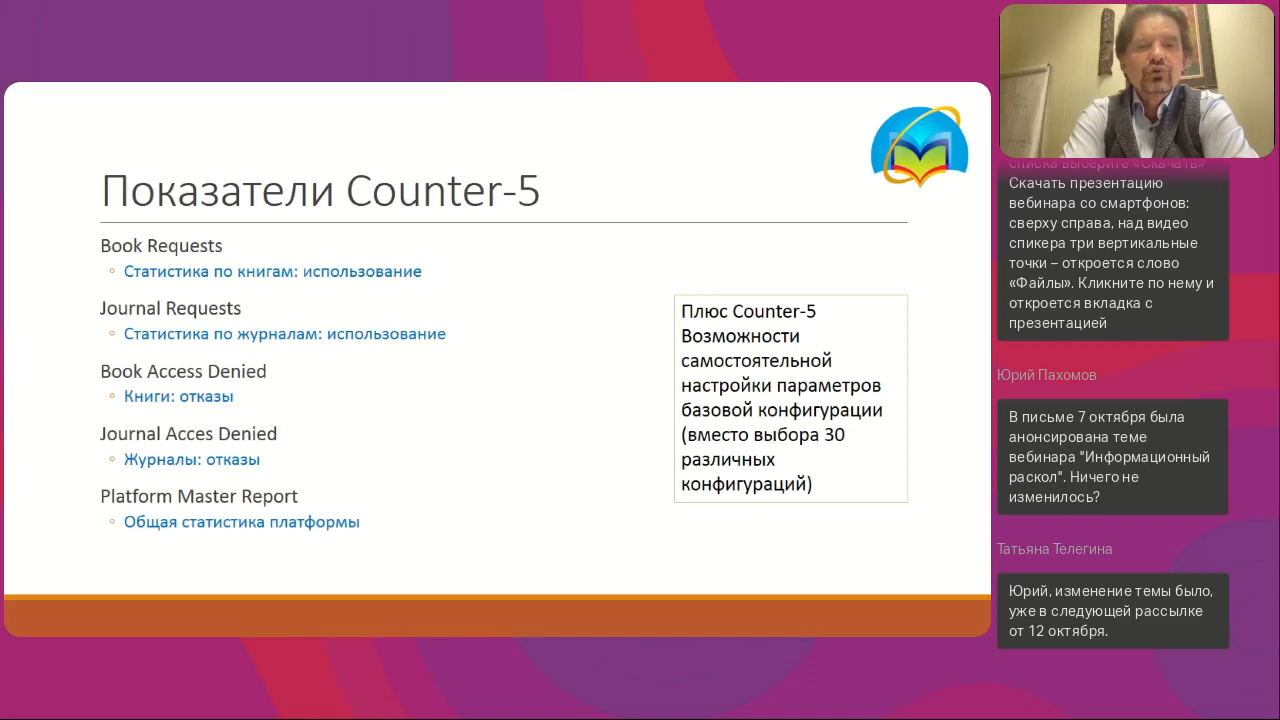 Показатели Counter-5
Book Requests
Статистика по книгам: использование
Journal Requests
Статистика по журналам: использование
Book Access Denied
Книги: отказы
Journal Acces Denied
Журналы: отказы
Platform Master Report
Общая статистика платформы
Плюс Counter-5
Возможности
самостоятельной
настройки параметров
базовой конфигурации
(вместо выбора 30
различных
конфигураций)
списка выберите «Скачать»
Скачать презентацию
вебинара со смартфонов:
сверху справа, над видео
спикера три вертикальные
точки – откроется слово
«Файлы». Кликните по нему и
откроется вкладка с
презентацией
Юрий Пахомов
В письме 7 октября была
анонсирована теме
вебинара "Информационный
раскол". Ничего не
изменилось?
Татьяна Телегина
Юрий, изменение темы было,
уже в следующей рассылке
от 12 октября.